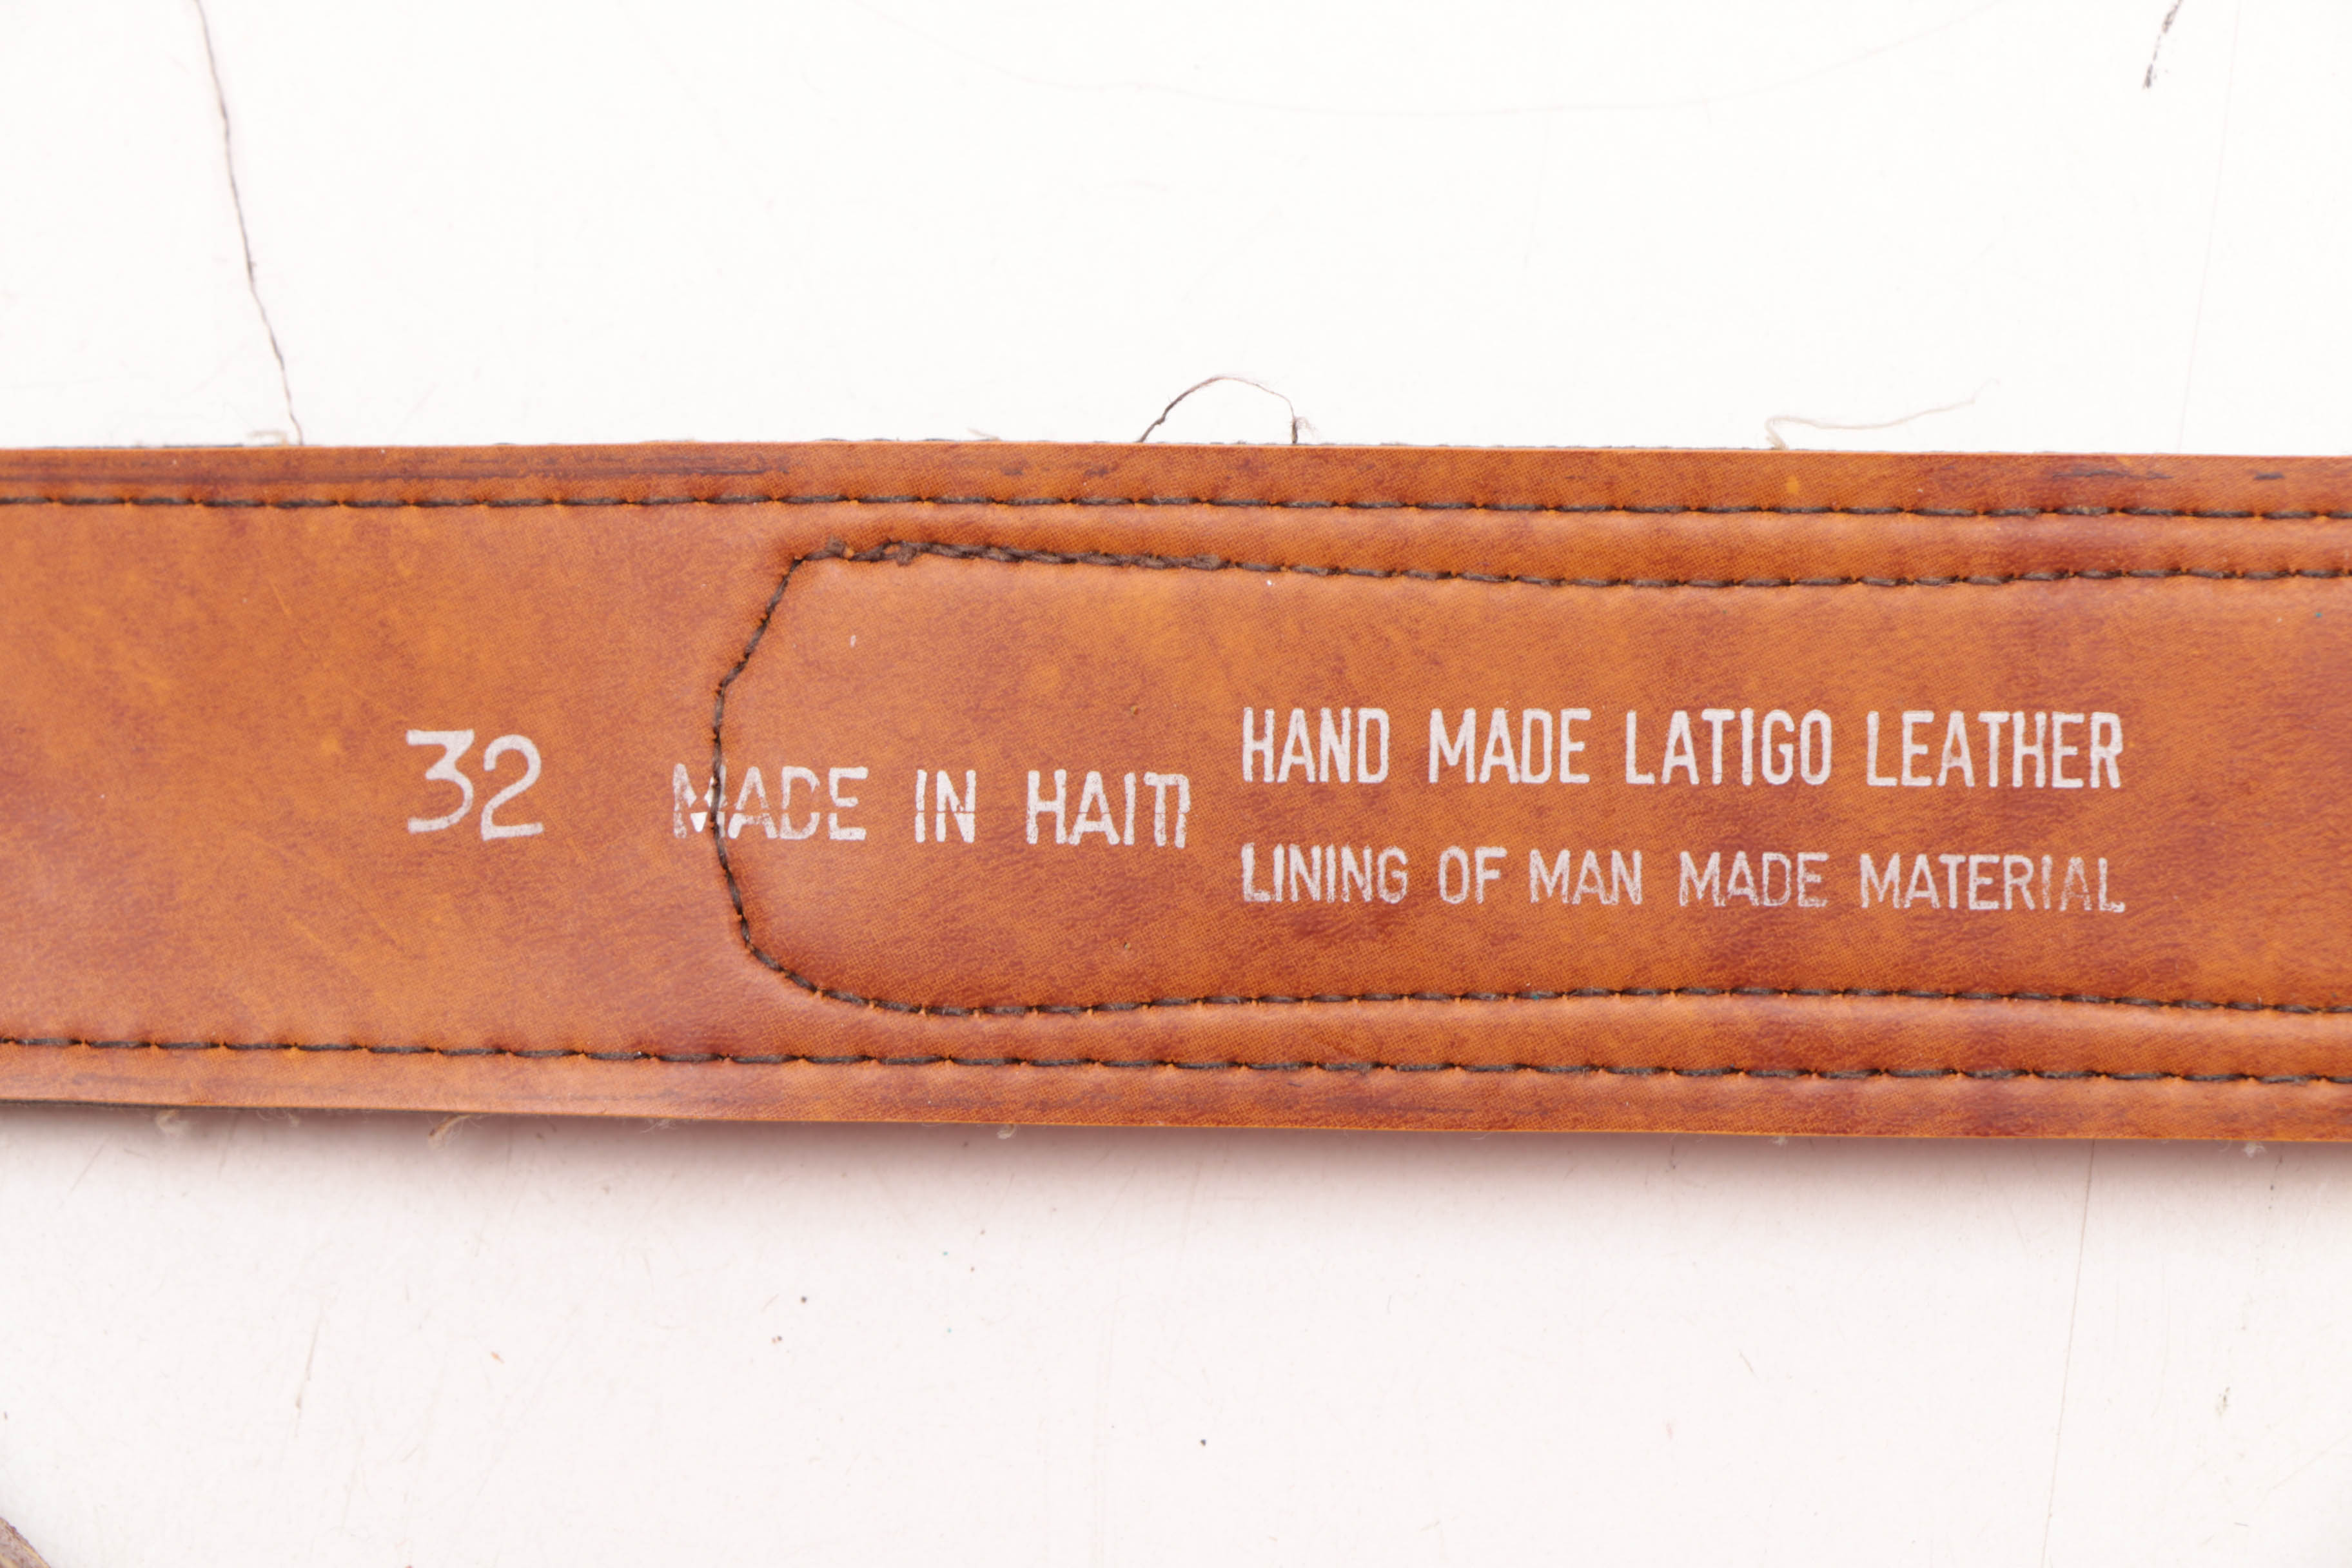 32
MADE IN HAITI
HAND MADE LATIGO LEATHER
LINING OF MAN MADE MATERIAL